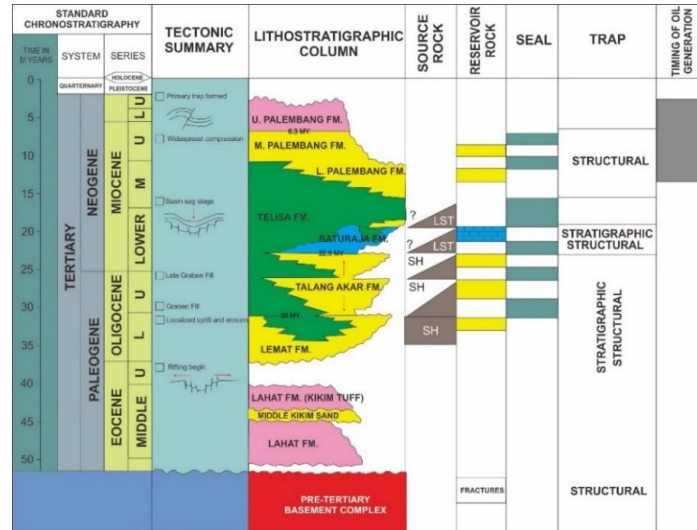 STANDARD
CHRONOSTRATIGRAPHY
TECTONIC
SUMMARY
LITHOSTRATIGRAPHIC
COLUMN
SOURCE
ROCK
RESERVOIR
ROCK
SEAL
TRAP
TIMING OF OIL
GENERATION
TIME IN
M YEARS
SYSTEM
SERIES
0
5
10
15
20
25
30
35
40
45
50
QUARTERNARY
TERTIARY
NEOGENE
PALEOGENE
HOLOCENE
PLEISTOCENE
MIOCENE
OLIGOCENE
EOCENE
U
L
U
M
LOWER
U
L
U
MIDDLE
Primary trap formed
Widespread compression
Basin sag stage
Late Graben Fill
Graben Fill
Localized uplift and erosion
Rifting begin
U. PALEMBANG FM.
6.3 MY.
M. PALEMBANG FM.
L. PALEMBANG FM.
TELISA FM.
BATURAJA FM.
22.5 MY.
TALANG AKAR FM.
30 MY.
LEMAT FM.
LAHAT FM. (KIKIM TUFF)
MIDDLE KIKIM SAND
LAHAT FM.
PRE-TERTIARY
BASEMENT COMPLEX
?
LST
?
LST
SH
SH
SH
FRACTURES
STRUCTURAL
STRATIGRAPHIC
STRUCTURAL
STRATIGRAPHIC
STRUCTURAL
STRUCTURAL